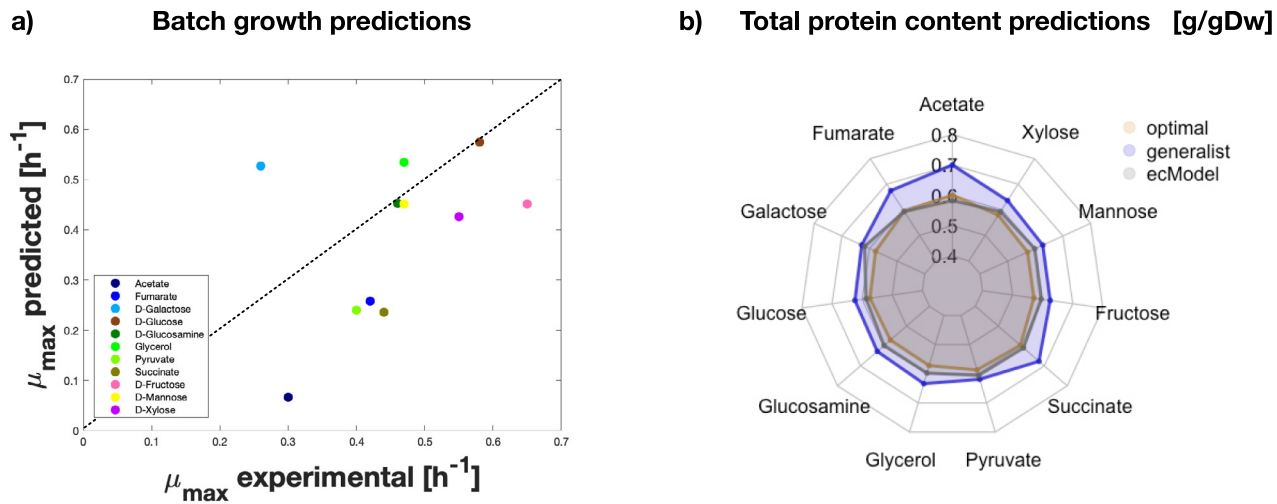 a)
Batch growth predictions
μmax predicted [h-1]
0.7
0.6
0.5
0.4
0.3
0.2
0.1
0
Acetate
Fumarate
D-Galactose
D-Glucose
D-Glucosamine
Glycerol
Pyruvate
Succinate
D-Fructose
D-Mannose
D-Xylose
0
0.1
0.2
0.3
0.4
0.5
0.6
0.7
μmax experimental [h-1]
b)
Total protein content predictions [g/gDw]
Acetate
Xylose
Mannose
Fructose
Succinate
Pyruvate
Glycerol
Glucosamine
Glucose
Galactose
Fumarate
0.8
0.7
0.6
0.5
0.4
optimal
generalist
ecModel